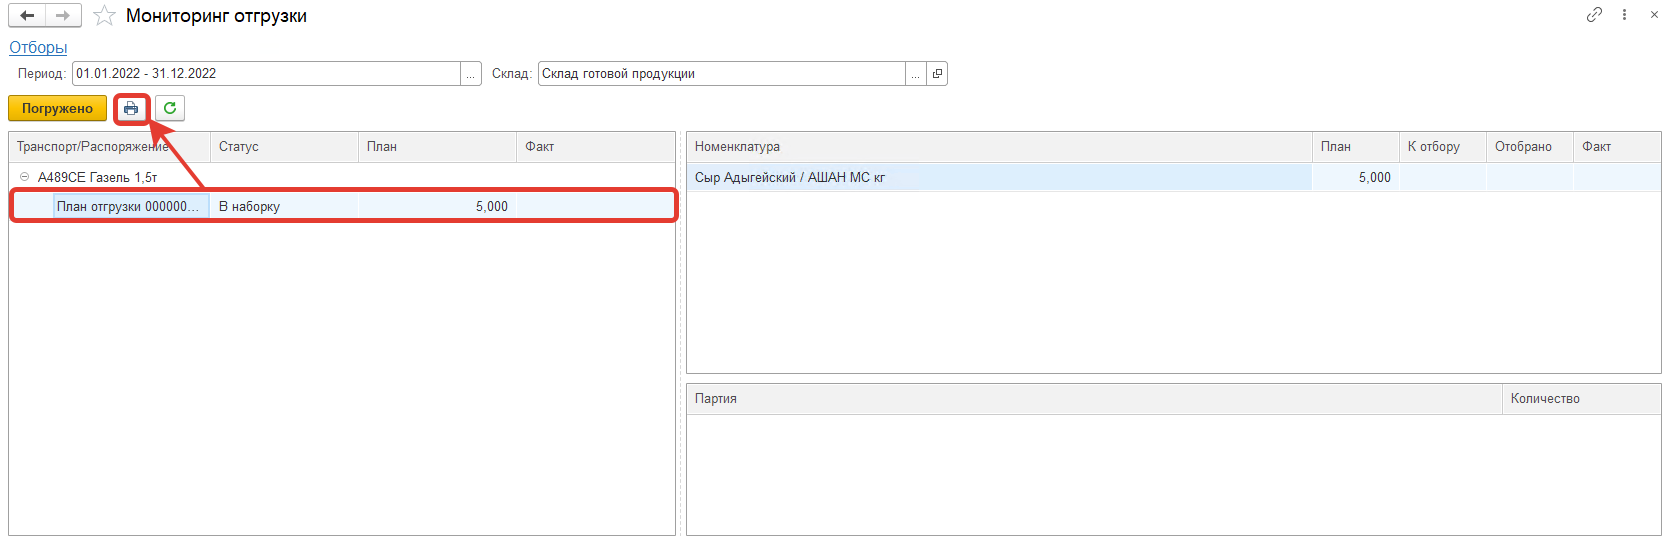 Мониторинг отгрузки
Отборы
Период: 01.01.2022 - 31.12.2022 ... Склад: Склад готовой продукции ...
Погружено
Транспорт/Распоряжение Статус План Факт
А489СЕ Газель 1,5т
План отгрузки 000000... В наборку 5,000
Номенклатура План К отбору Отобрано Факт
Сыр Адыгейский / АШАН МС кг 5,000
Партия Количество